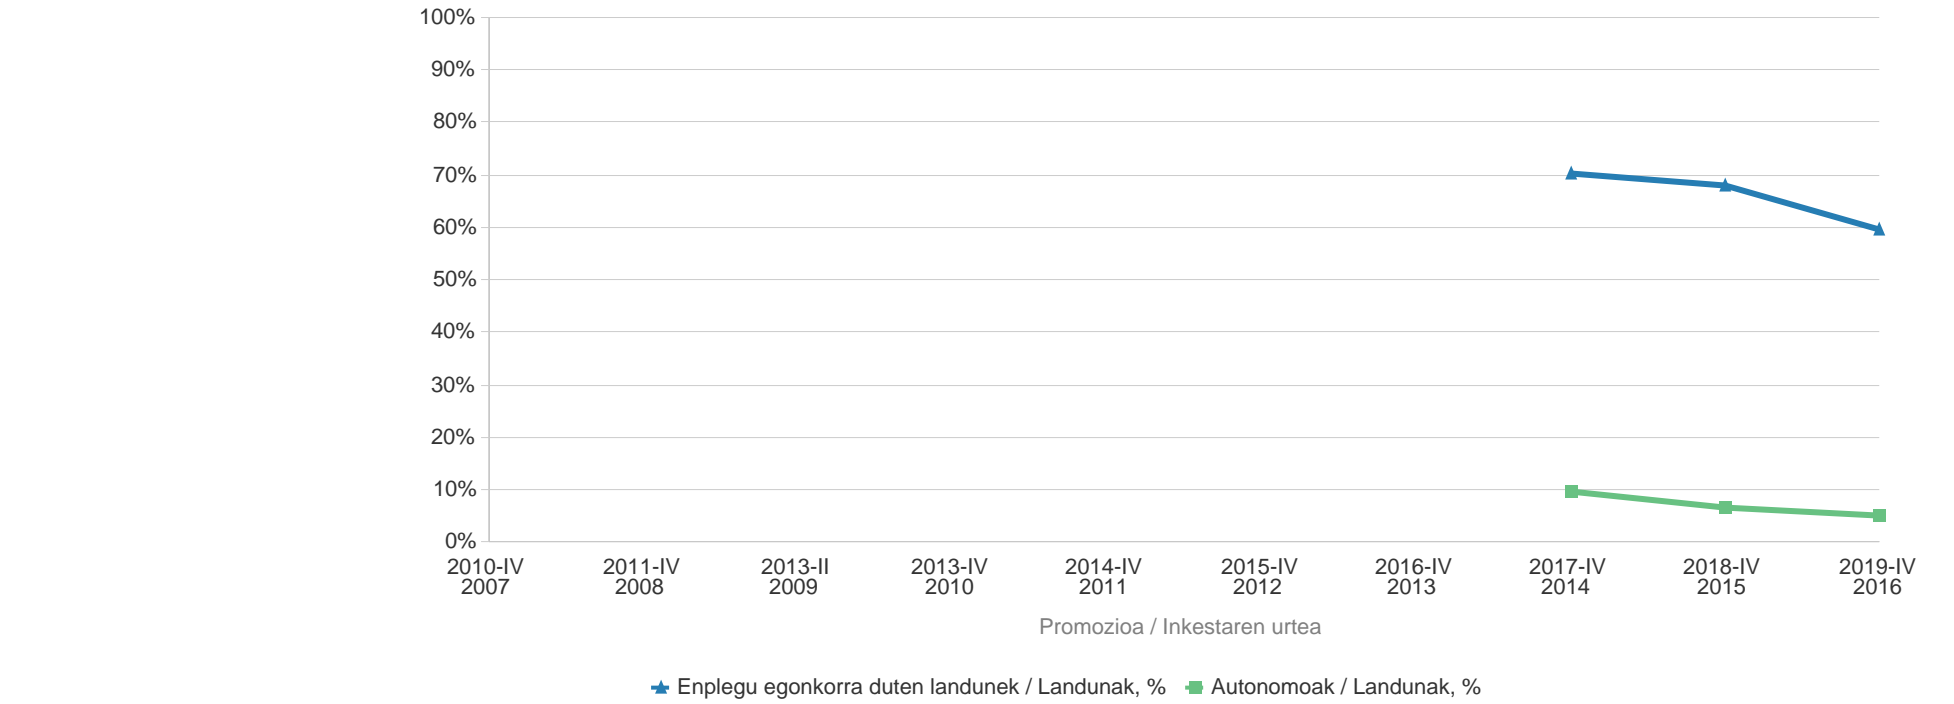 100%
90%
80%
70%
60%
50%
40%
30%
20%
10%
0%
2010-IV 2011-IV 2013-II 2013-IV 2014-IV 2015-IV 2016-IV 2017-IV 2018-IV 2019-IV
2007 2008 2009 2010 2011 2012 2013 2014 2015 2016
Promozioa / Inkestaren urtea
Enplegu egonkorra duten landunek / Landunak, % Autonomoak / Landunak, %